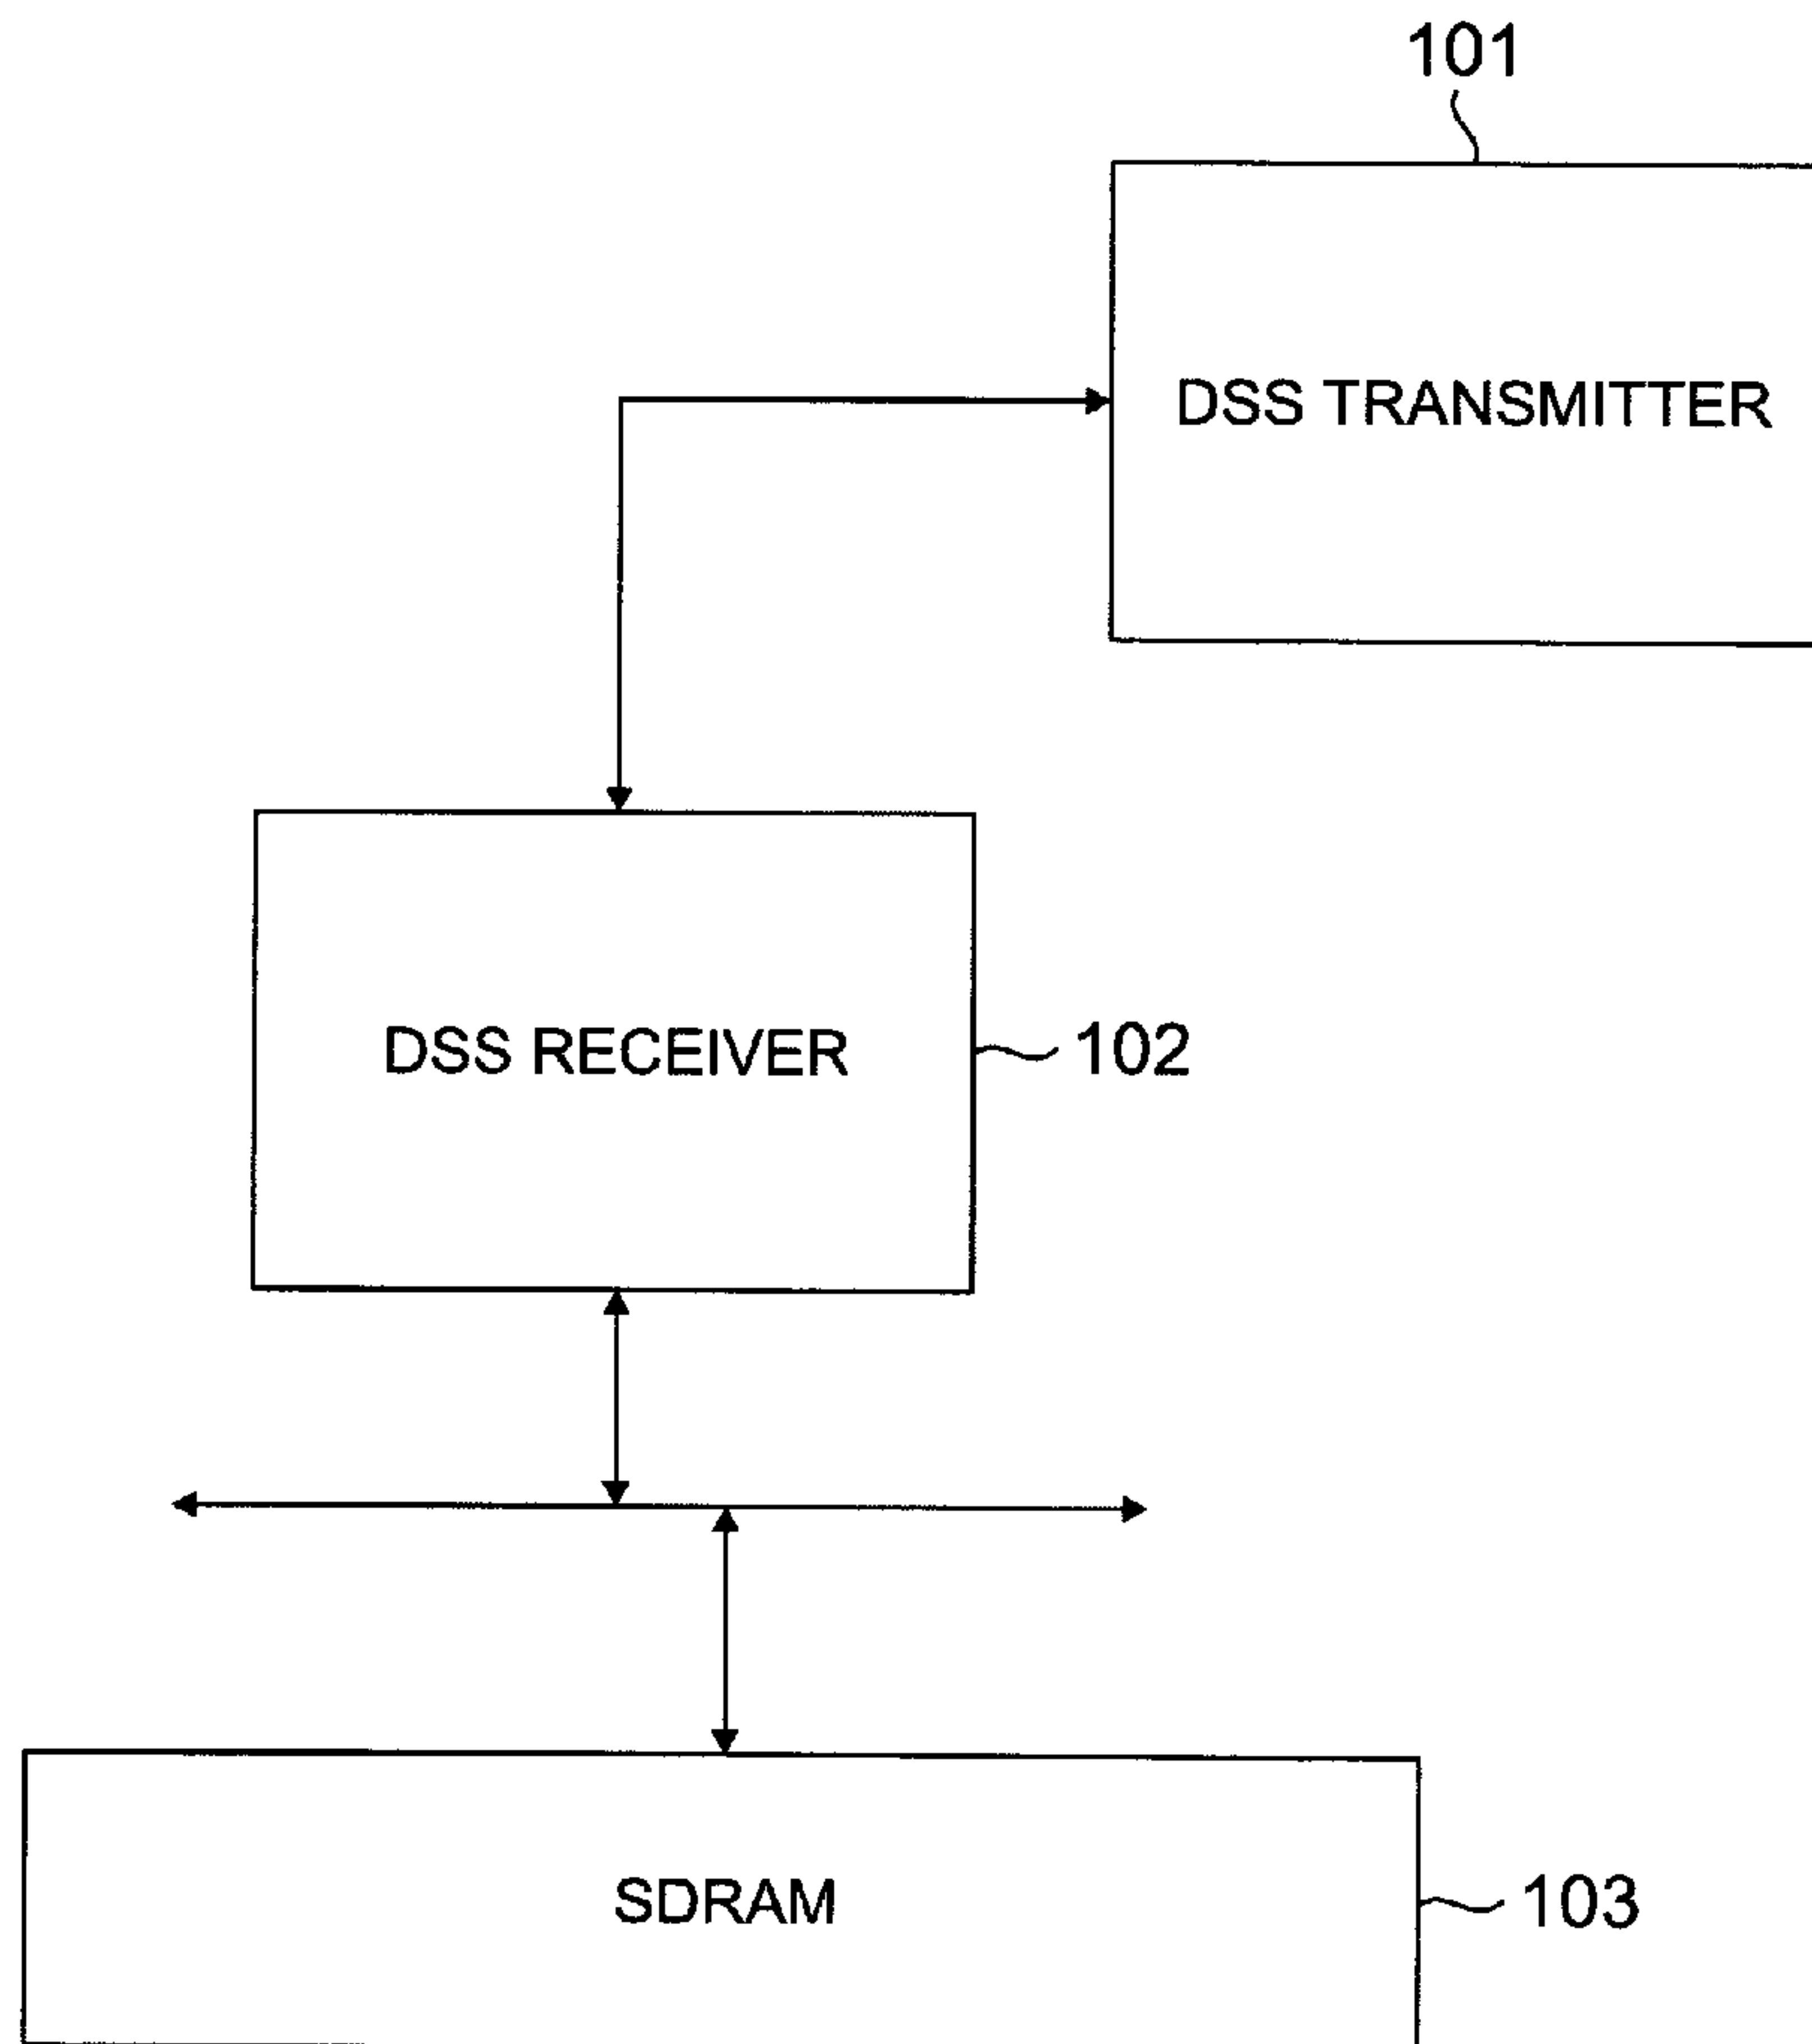 101
DSS TRANSMITTER
DSS RECEIVER
102
SDRAM
103